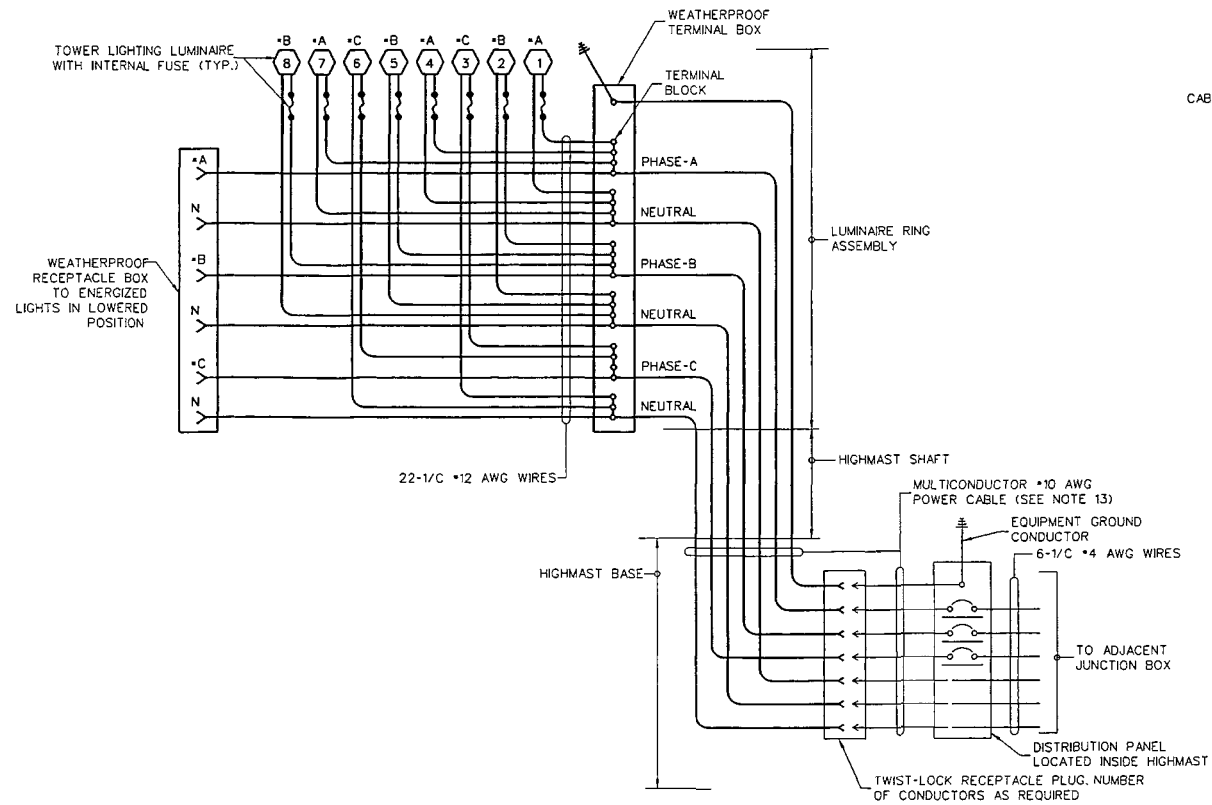 WEATHERPROOF
TERMINAL BOX
TOWER LIGHTING LUMINAIRE
WITH INTERNAL FUSE (TYP.)
*B *A *C *B *A *C *B *A
8 7 6 5 4 3 2 1
TERMINAL
BLOCK
CAB
*A
PHASE-A
N
NEUTRAL
LUMINAIRE RING
ASSEMBLY
WEATHERPROOF
RECEPTACLE BOX
TO ENERGIZED
LIGHTS IN LOWERED
POSITION
*B
PHASE-B
N
NEUTRAL
*C
PHASE-C
N
NEUTRAL
22-1/C *12 AWG WIRES
HIGHMAST SHAFT
MULTICONDUCTOR *10 AWG
POWER CABLE (SEE NOTE 13)
EQUIPMENT GROUND
CONDUCTOR
6-1/C *4 AWG WIRES
HIGHMAST BASE
TO ADJACENT
JUNCTION BOX
DISTRIBUTION PANEL
LOCATED INSIDE HIGHMAST
TWIST-LOCK RECEPTACLE PLUG. NUMBER
OF CONDUCTORS AS REQUIRED